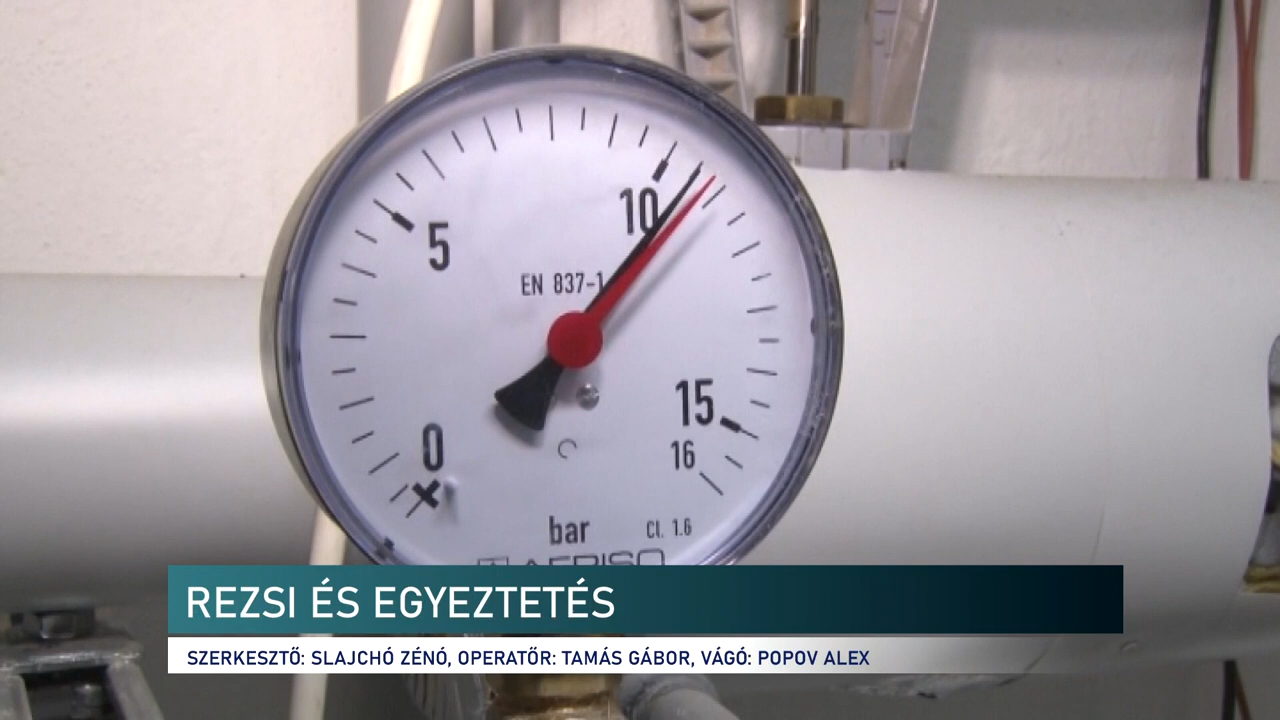 5
10
EN 837-1
15
0
16
bar
Cl. 1.6
AFRISO
REZSI ÉS EGYEZTETÉS
SZERKESZTŐ: SLAJCHÓ ZÉNÓ, OPERATŐR: TAMÁS GÁBOR, VÁGÓ: POPOV ALEX